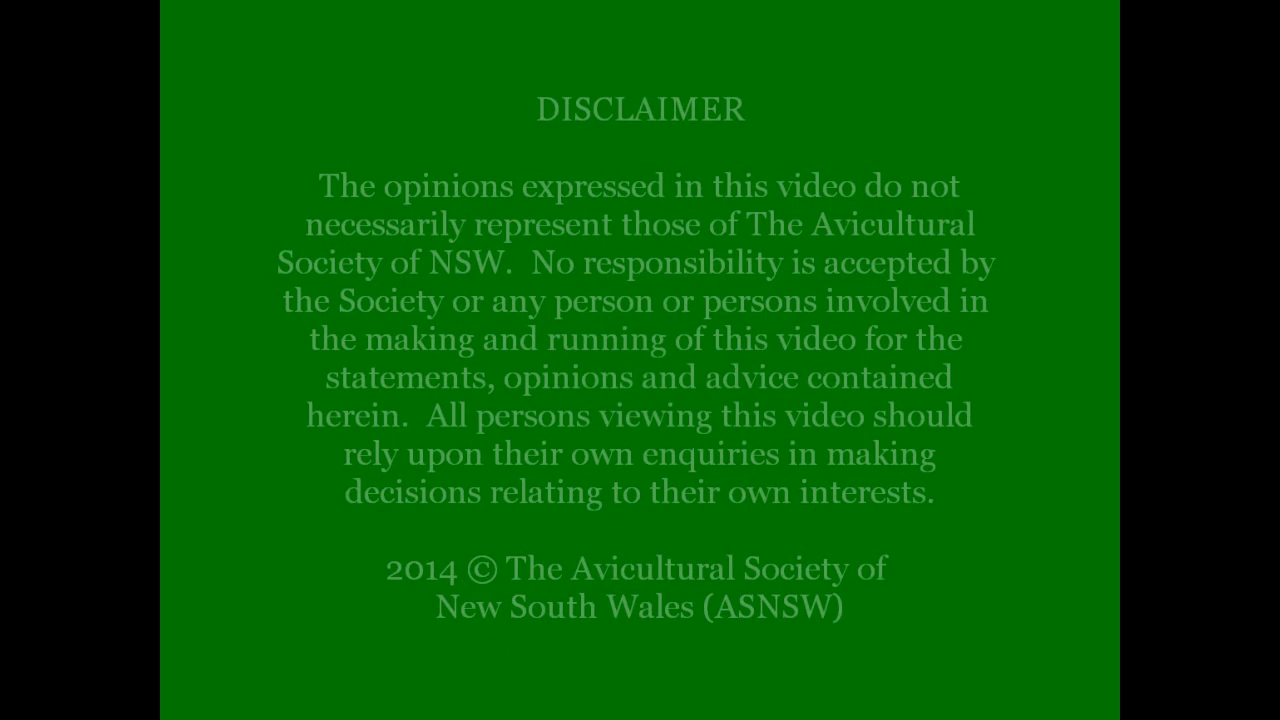 DISCLAIMER
The opinions expressed in this video do not
necessarily represent those of The Avicultural
Society of NSW.  No responsibility is accepted by
the Society or any person or persons involved in
the making and running of this video for the
statements, opinions and advice contained
herein.  All persons viewing this video should
rely upon their own enquiries in making
decisions relating to their own interests.
2014 © The Avicultural Society of
New South Wales (ASNSW)